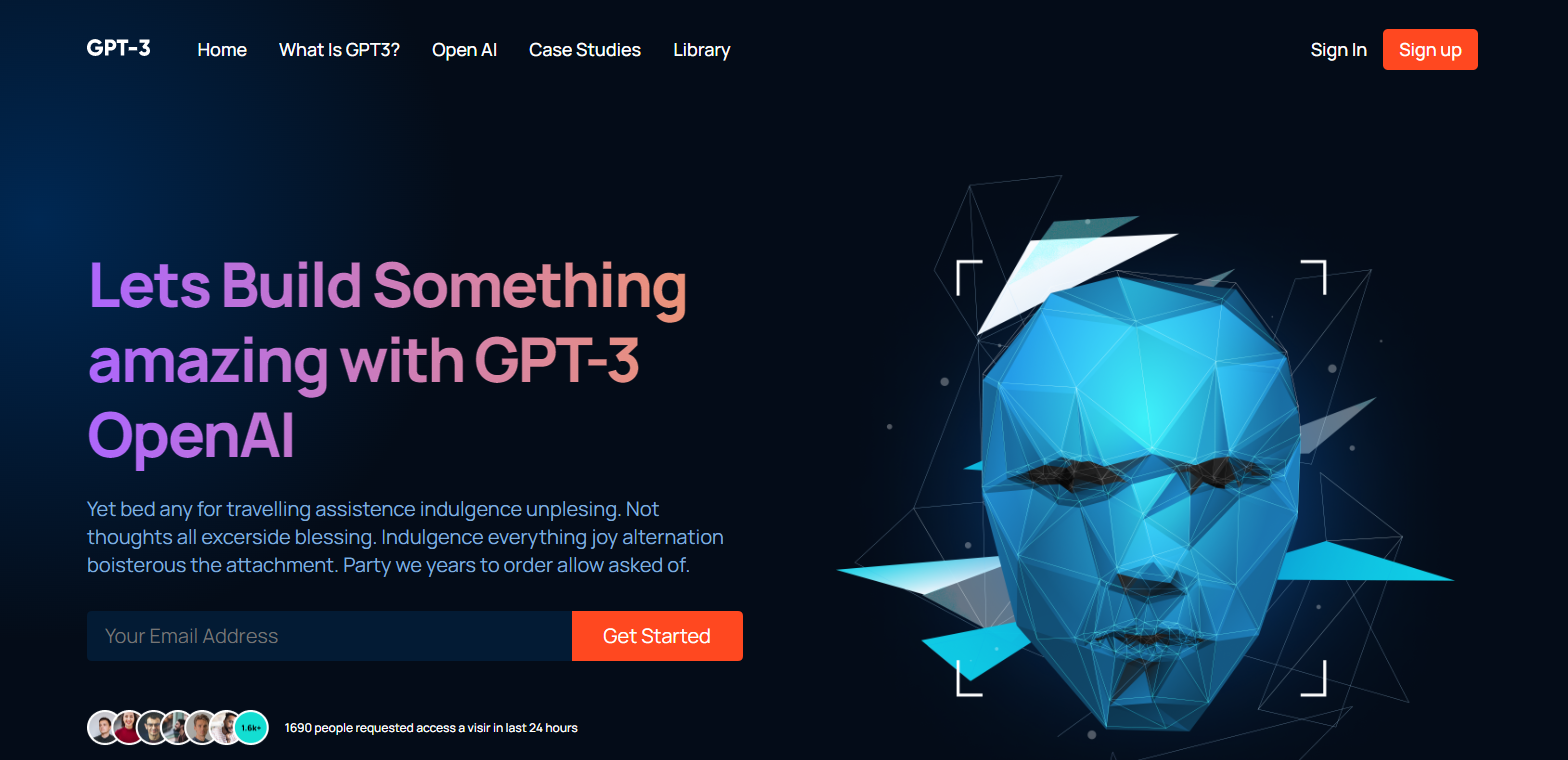 GPT-3 Home What Is GPT3? Open AI Case Studies Library Sign In Sign up
Lets Build Something
amazing with GPT-3
OpenAI
Yet bed any for travelling assistence indulgence unplesing. Not
thoughts all excerside blessing. Indulgence everything joy alternation
boisterous the attachment. Party we years to order allow asked of.
Your Email Address Get Started
1.6k+ 1690 people requested access a visir in last 24 hours